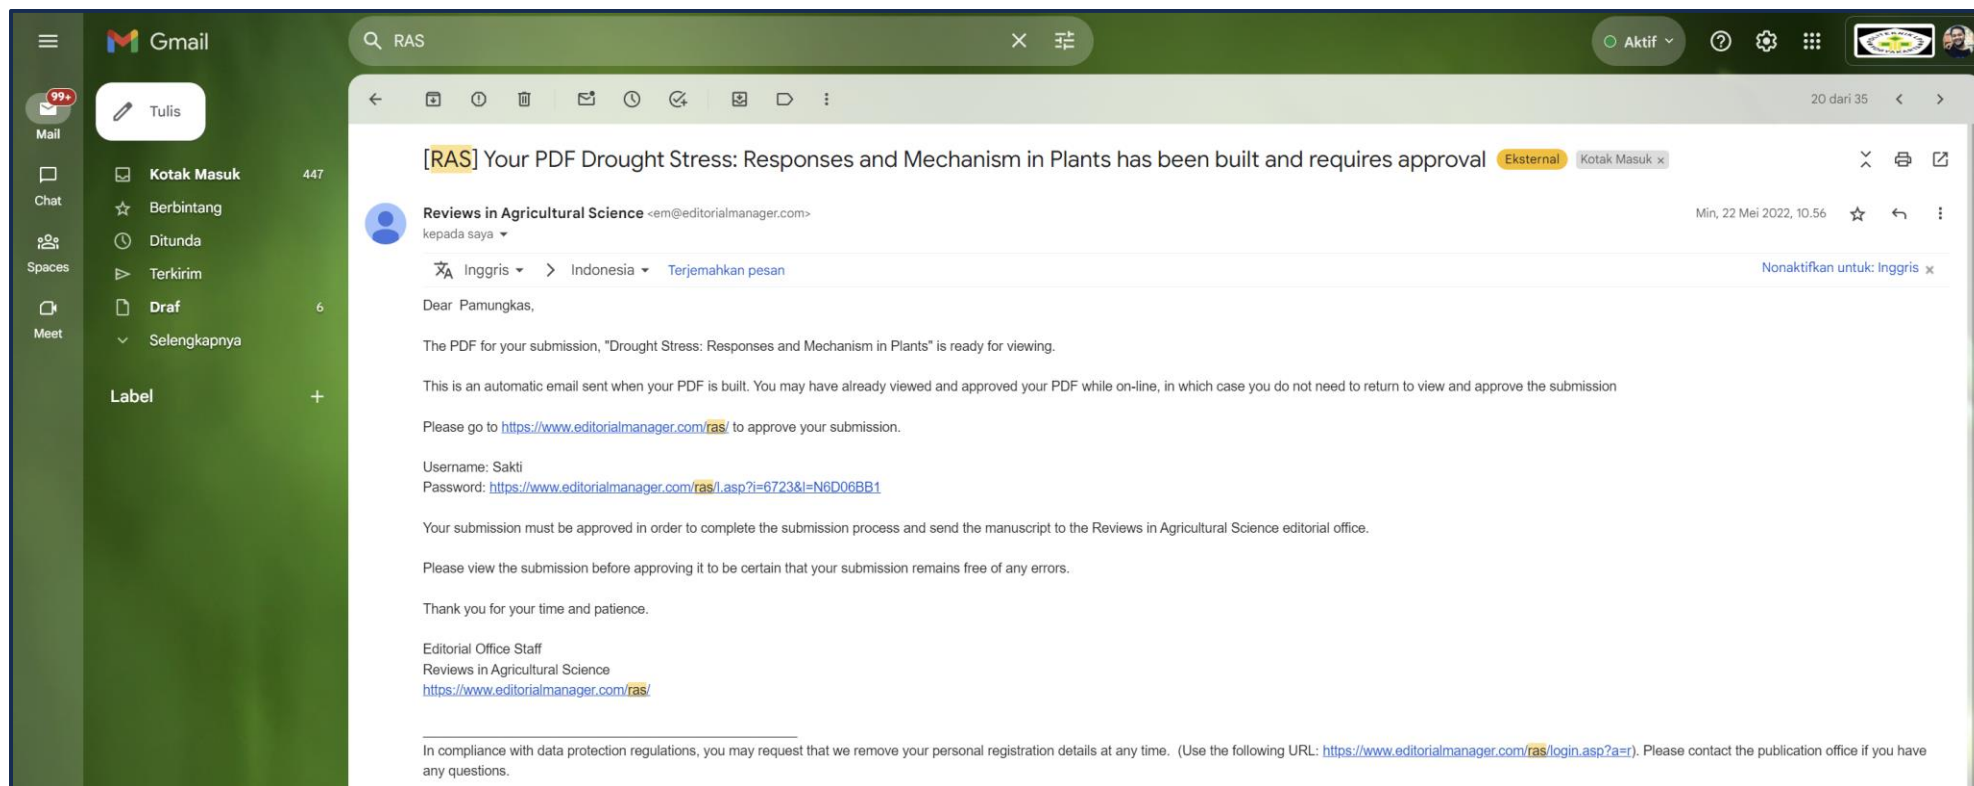 Gmail
RAS
Aktif
99+
Mail
Tulis
20 dari 35
[RAS] Your PDF Drought Stress: Responses and Mechanism in Plants has been built and requires approval Eksternal Kotak Masuk ×
Chat
Kotak Masuk 447
Berbintang
Ditunda
Terkirim
Draf 6
Selengkapnya
Spaces
Meet
Label +
Reviews in Agricultural Science <em@editorialmanager.com>
Min, 22 Mei 2022, 10.56
kepada saya
Inggris > Indonesia Terjemahkan pesan
Nonaktifkan untuk: Inggris ×
Dear Pamungkas,
The PDF for your submission, "Drought Stress: Responses and Mechanism in Plants" is ready for viewing.
This is an automatic email sent when your PDF is built. You may have already viewed and approved your PDF while on-line, in which case you do not need to return to view and approve the submission
Please go to https://www.editorialmanager.com/ras/ to approve your submission.
Username: Sakti
Password: https://www.editorialmanager.com/ras/l.asp?i=6723&l=N6D06BB1
Your submission must be approved in order to complete the submission process and send the manuscript to the Reviews in Agricultural Science editorial office.
Please view the submission before approving it to be certain that your submission remains free of any errors.
Thank you for your time and patience.
Editorial Office Staff
Reviews in Agricultural Science
https://www.editorialmanager.com/ras/
In compliance with data protection regulations, you may request that we remove your personal registration details at any time. (Use the following URL: https://www.editorialmanager.com/ras/login.asp?a=r). Please contact the publication office if you have
any questions.